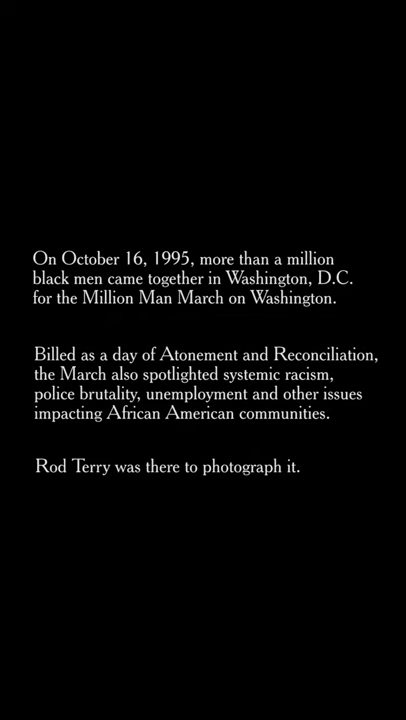 On October 16, 1995, more than a million
black men came together in Washington, D.C.
for the Million Man March on Washington.
Billed as a day of Atonement and Reconciliation,
the March also spotlighted systemic racism,
police brutality, unemployment and other issues
impacting African American communities.
Rod Terry was there to photograph it.